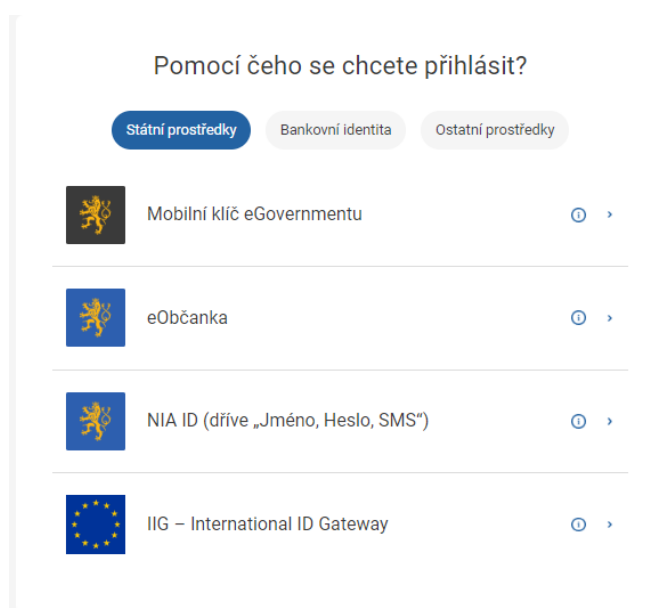 Pomocí čeho se chcete přihlásit?
Státní prostředky
Bankovní identita
Ostatní prostředky
Mobilní klíč eGovernmentu
eObčanka
NIA ID (dříve „Jméno, Heslo, SMS“)
IIG – International ID Gateway